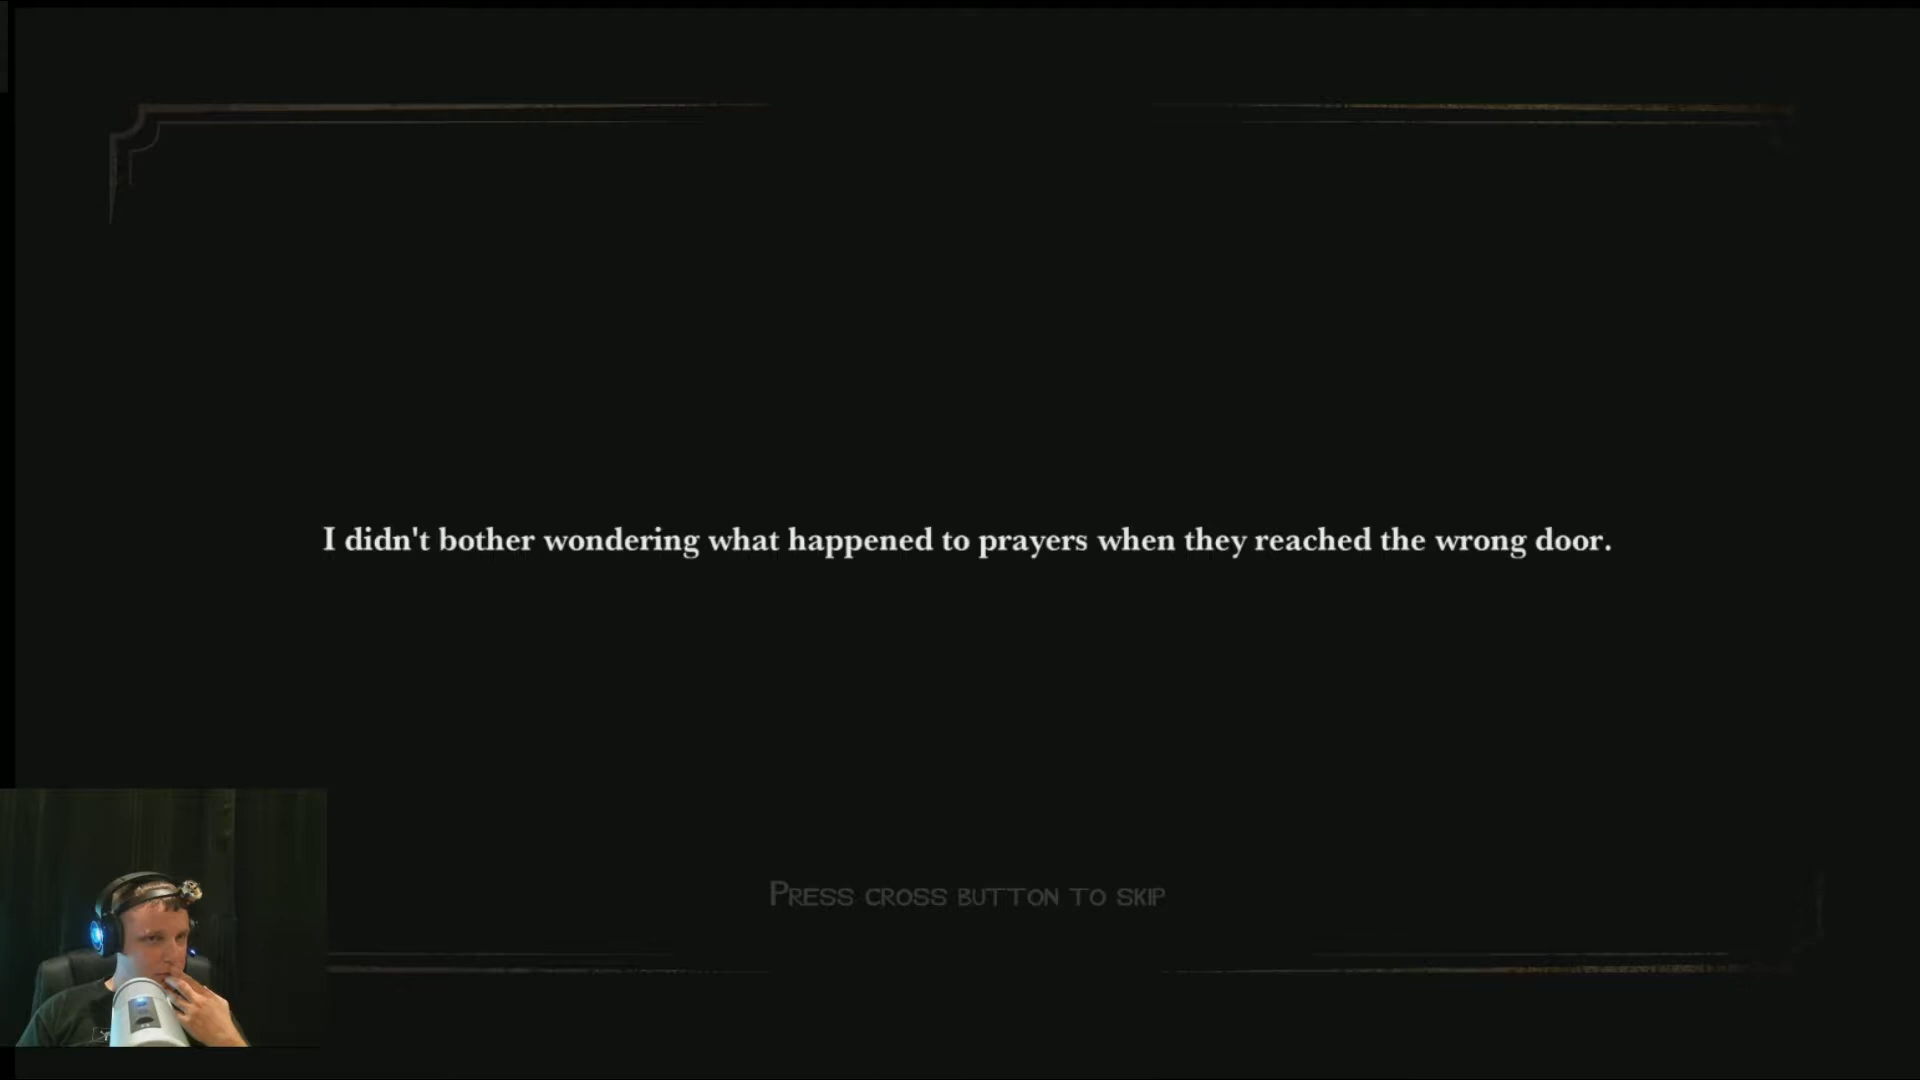 I didn't bother wondering what happened to prayers when they reached the wrong door.
Press cross button to skip